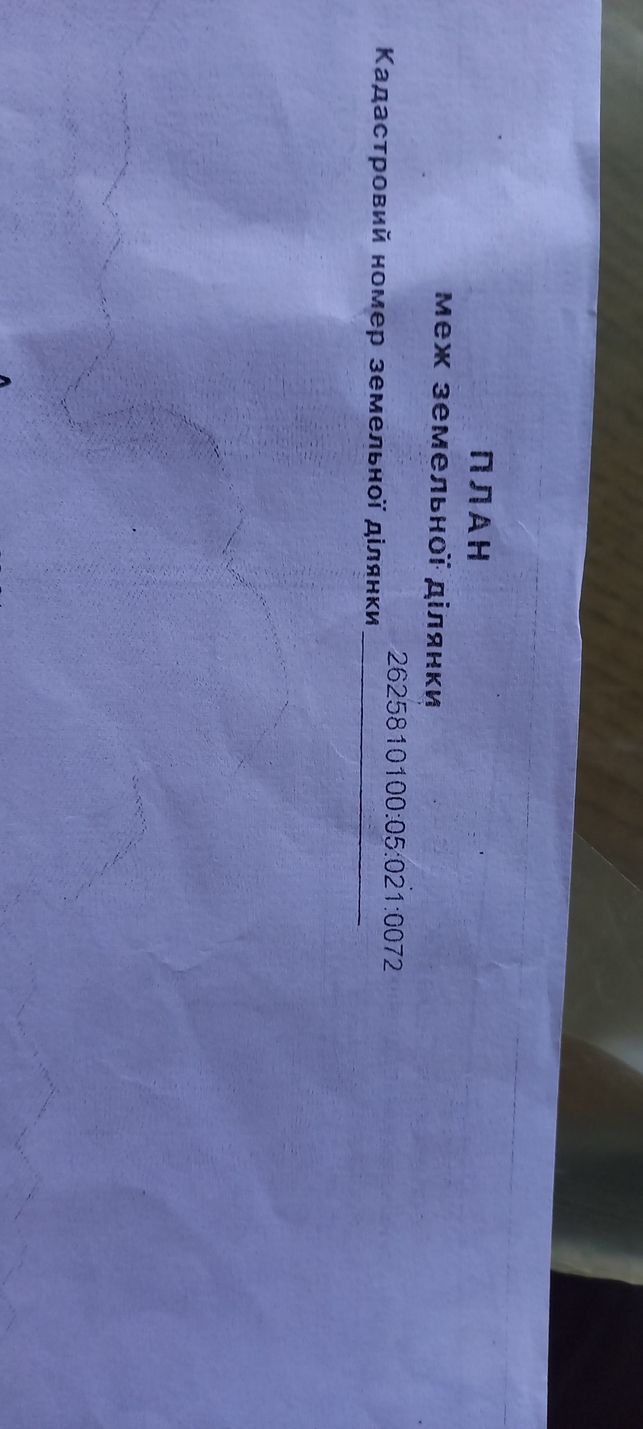 ПЛАН
меж земельної ділянки
Кадастровий номер земельної ділянки 2625810100:05:021:0072